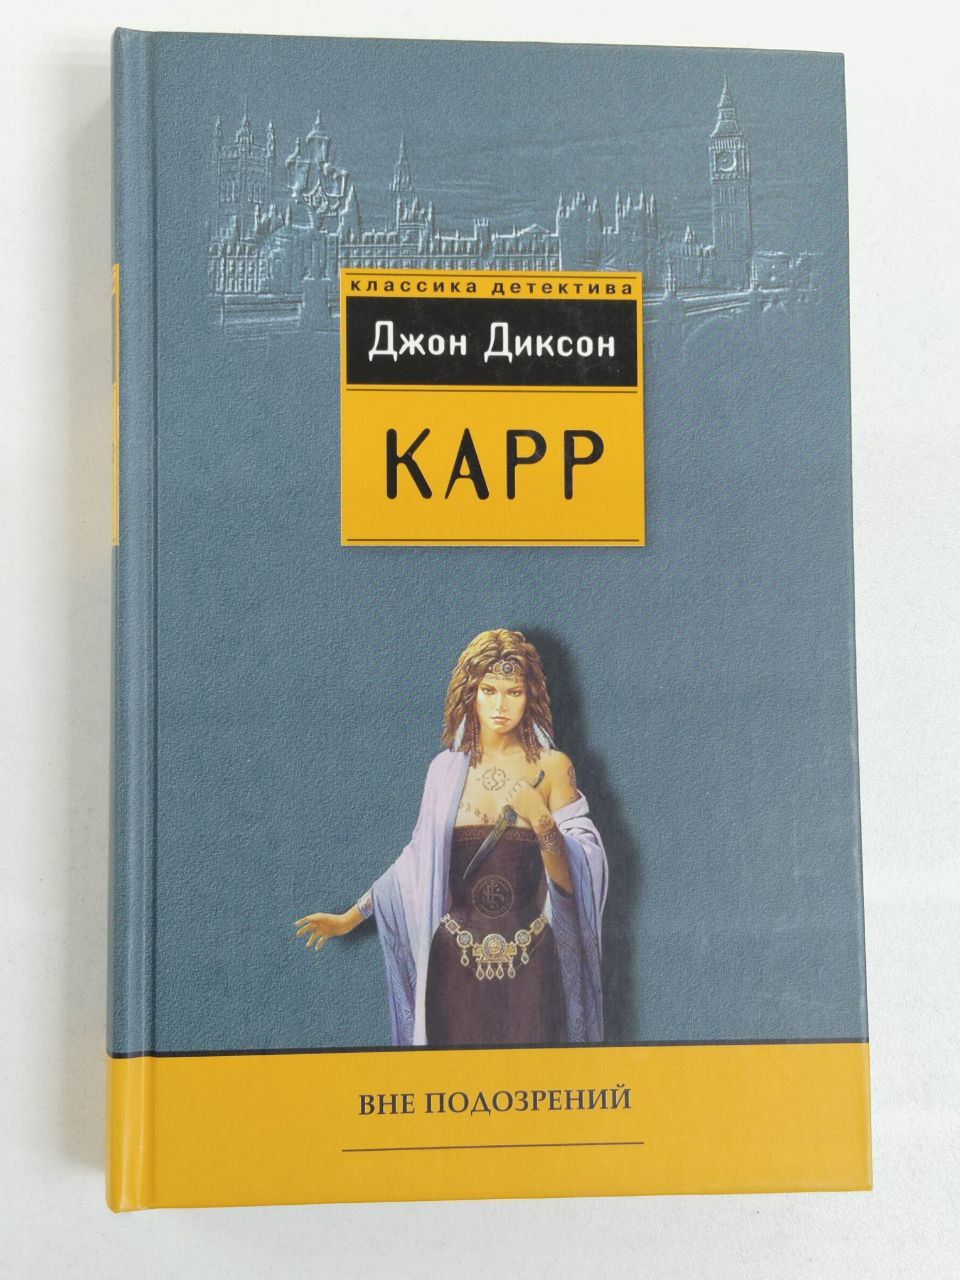 классика детектива
Джон Диксон
КАРР
ВНЕ ПОДОЗРЕНИЙ